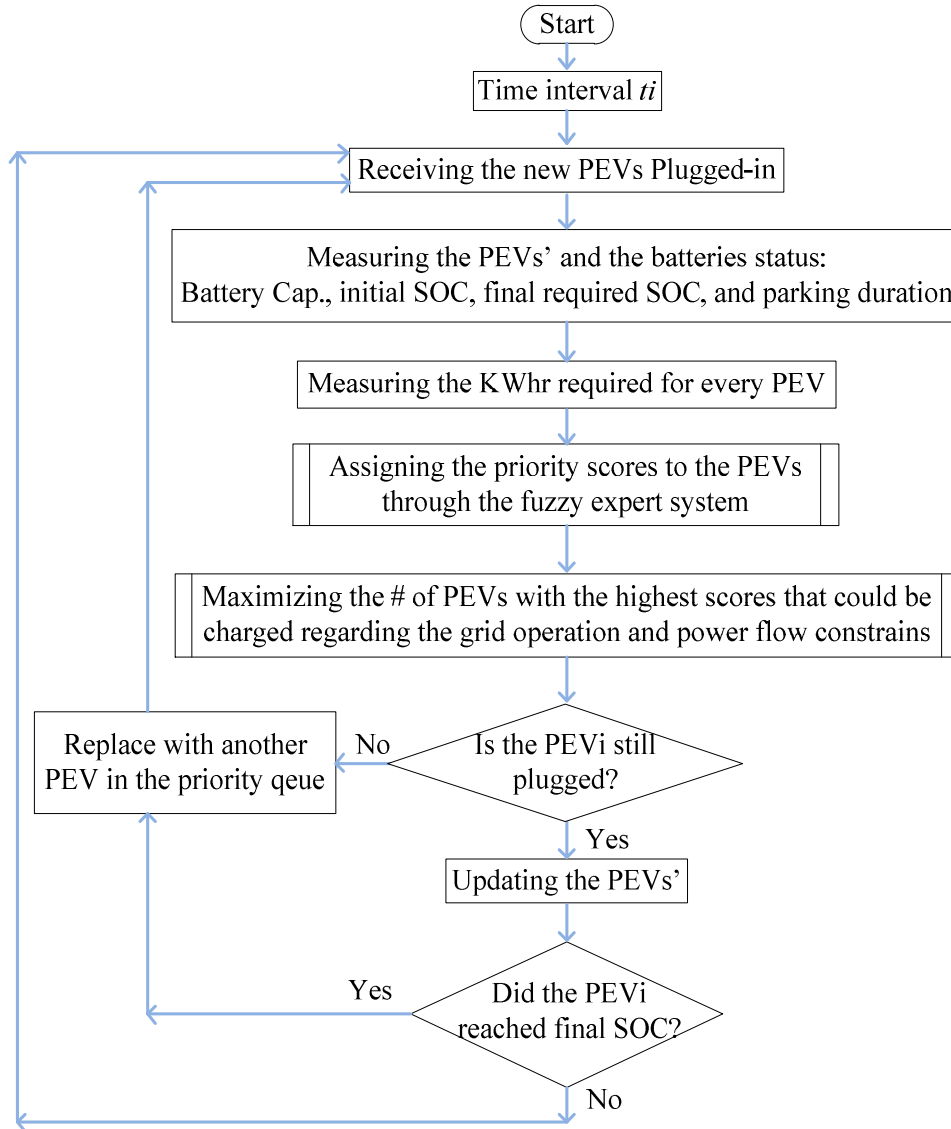 Start
Time interval ti
Receiving the new PEVs Plugged-in
Measuring the PEVs’ and the batteries status:
Battery Cap., initial SOC, final required SOC, and parking duration
Measuring the KWhr required for every PEV
Assigning the priority scores to the PEVs
through the fuzzy expert system
Maximizing the # of PEVs with the highest scores that could be
charged regarding the grid operation and power flow constrains
Replace with another
PEV in the priority qeue
No
Is the PEVi still
plugged?
Yes
Updating the PEVs’
Yes
Did the PEVi
reached final SOC?
No